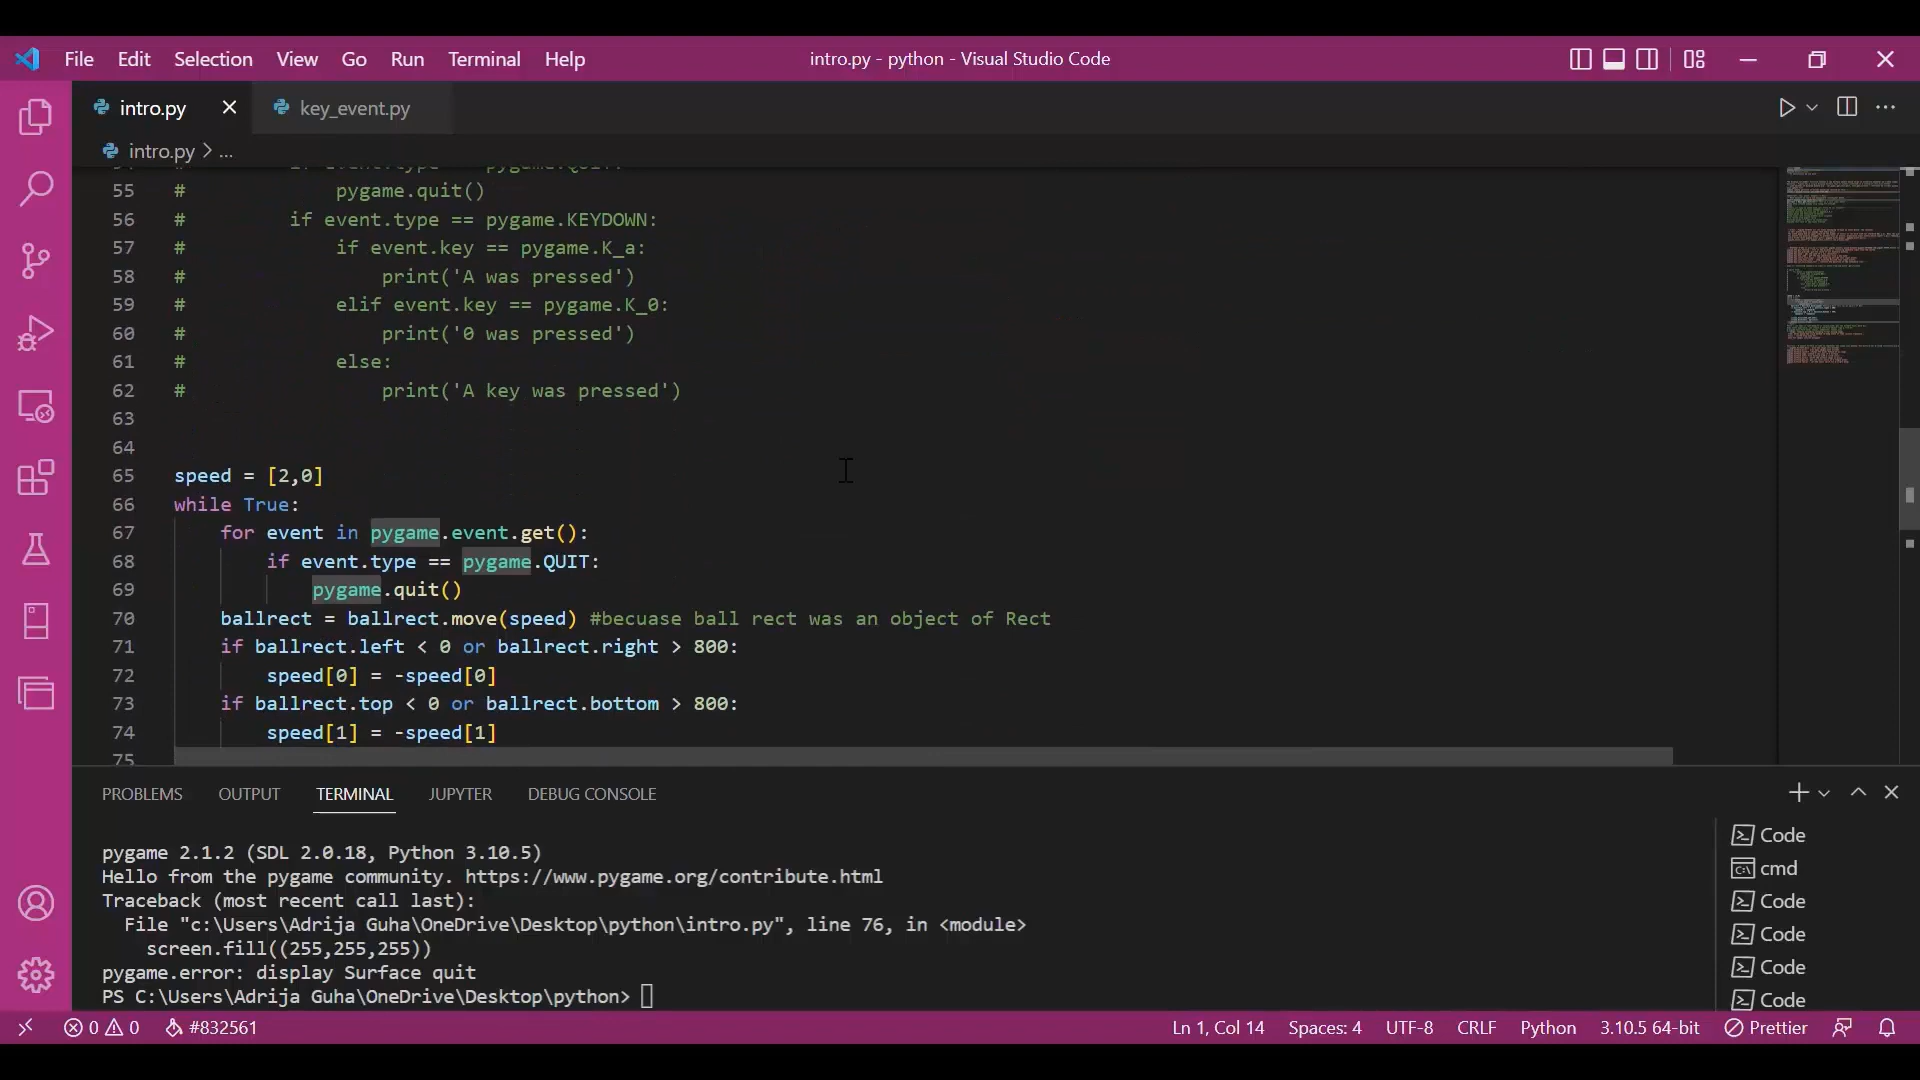 File Edit Selection View Go Run Terminal Help
intro.py - python - Visual Studio Code
intro.py
key_event.py
intro.py > ...
55 # pygame.quit()
56 # if event.type == pygame.KEYDOWN:
57 # if event.key == pygame.K_a:
58 # print('A was pressed')
59 # elif event.key == pygame.K_0:
60 # print('0 was pressed')
61 # else:
62 # print('A key was pressed')
63
64
65 speed = [2,0]
66 while True:
67 for event in pygame.event.get():
68 if event.type == pygame.QUIT:
69 pygame.quit()
70 ballrect = ballrect.move(speed) #becuase ball rect was an object of Rect
71 if ballrect.left < 0 or ballrect.right > 800:
72 speed[0] = -speed[0]
73 if ballrect.top < 0 or ballrect.bottom > 800:
74 speed[1] = -speed[1]
75
PROBLEMS OUTPUT TERMINAL JUPYTER DEBUG CONSOLE
pygame 2.1.2 (SDL 2.0.18, Python 3.10.5)
Hello from the pygame community. https://www.pygame.org/contribute.html
Traceback (most recent call last):
File "c:\Users\Adrija Guha\OneDrive\Desktop\python\intro.py", line 76, in <module>
screen.fill((255,255,255))
pygame.error: display Surface quit
PS C:\Users\Adrija Guha\OneDrive\Desktop\python>
Code
cmd
Code
Code
Code
Code
0 0 #832561
Ln 1, Col 14 Spaces: 4 UTF-8 CRLF Python 3.10.5 64-bit Prettier